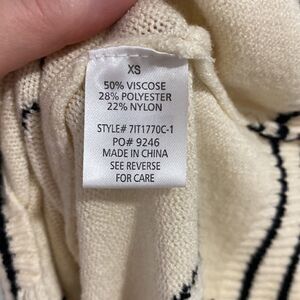 XS
50% VISCOSE
28% POLYESTER
22% NYLON
STYLE# 7IT1770C-1
PO# 9246
MADE IN CHINA
SEE REVERSE
FOR CARE